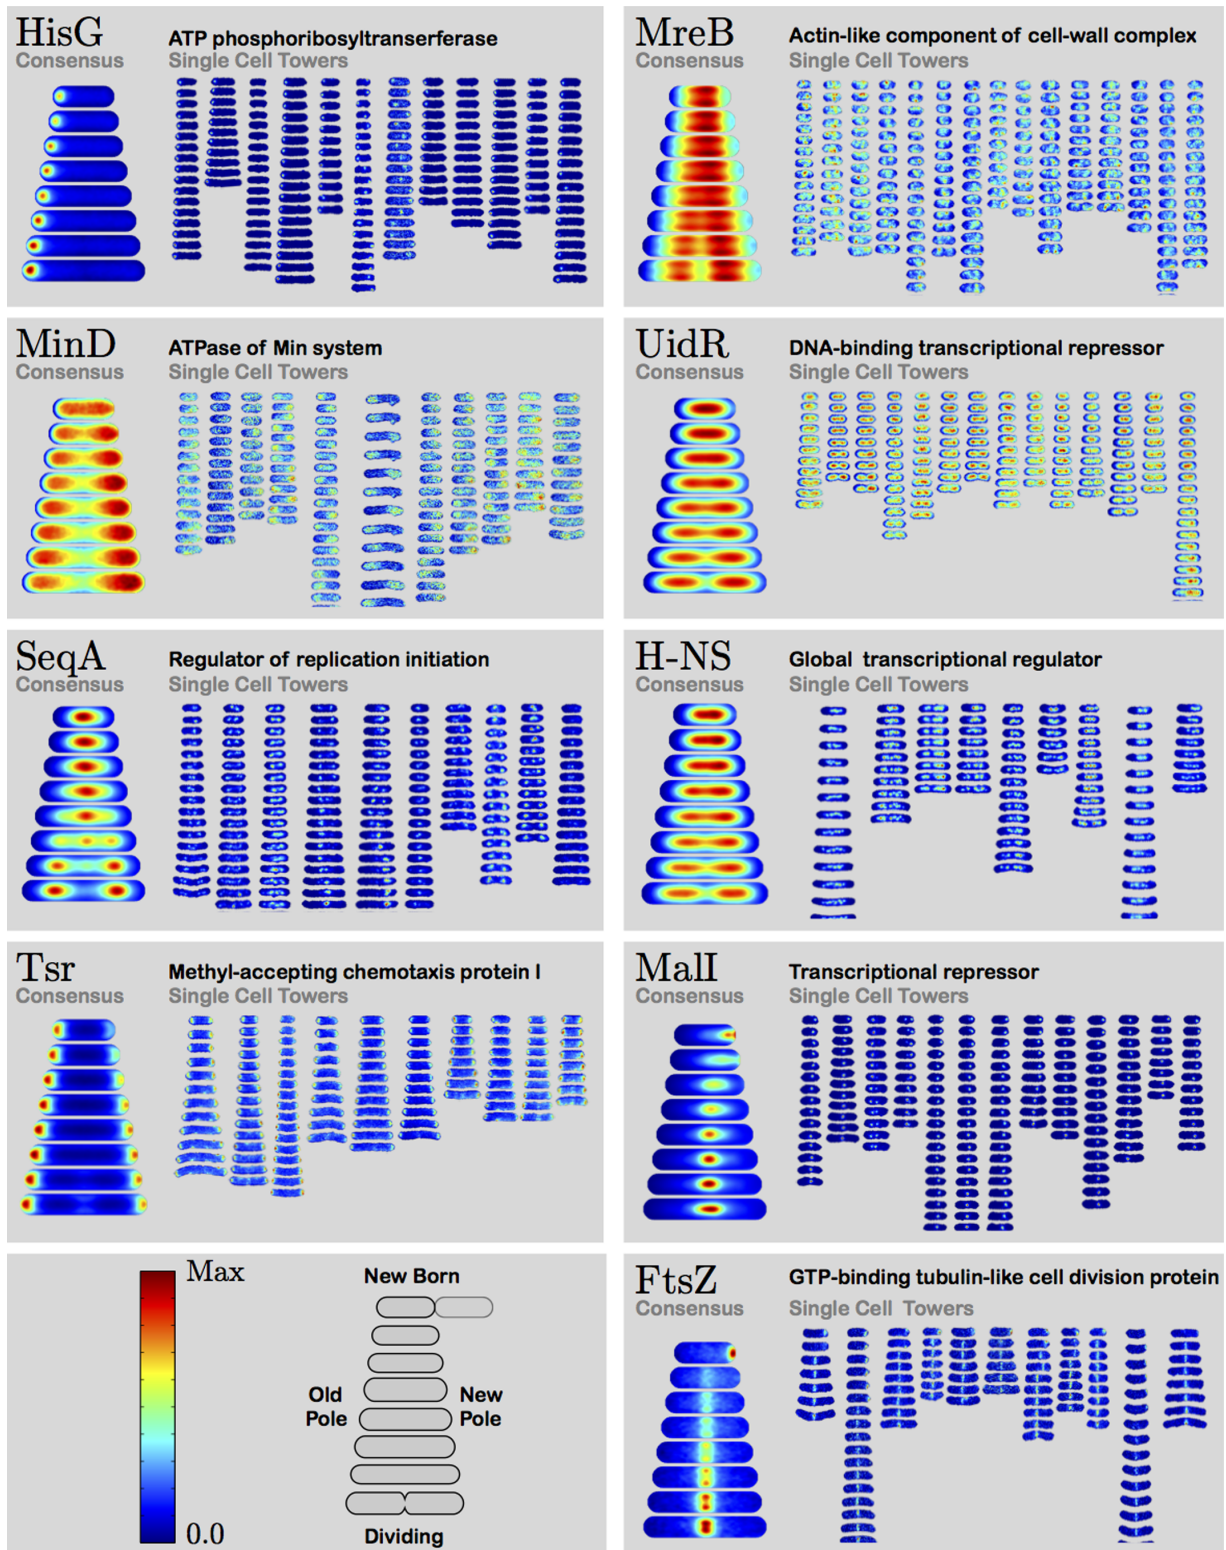 HisG
ATP phosphoribosyltranserferase
Consensus
Single Cell Towers
MreB
Actin-like component of cell-wall complex
Consensus
Single Cell Towers
MinD
ATPase of Min system
Consensus
Single Cell Towers
UidR
DNA-binding transcriptional repressor
Consensus
Single Cell Towers
SeqA
Regulator of replication initiation
Consensus
Single Cell Towers
H-NS
Global transcriptional regulator
Consensus
Single Cell Towers
Tsr
Methyl-accepting chemotaxis protein I
Consensus
Single Cell Towers
MalI
Transcriptional repressor
Consensus
Single Cell Towers
Max
0.0
New Born
Old
Pole
New
Pole
Dividing
FtsZ
GTP-binding tubulin-like cell division protein
Consensus
Single Cell Towers